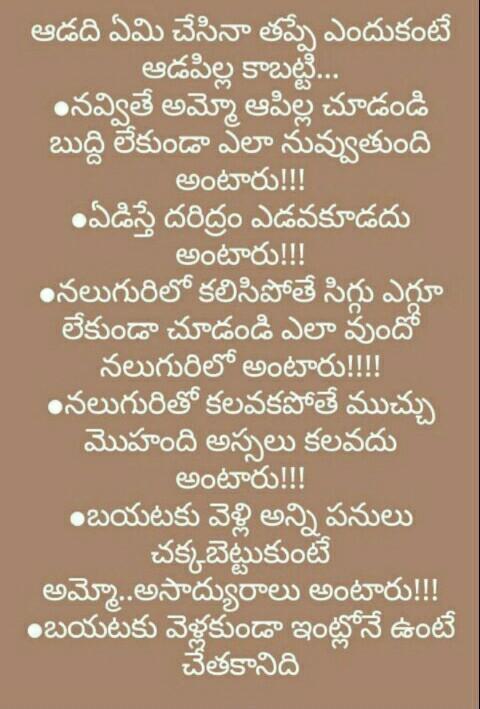 ఆడది ఏమి చేసినా తప్పే ఎందుకంటే
ఆడపిల్ల కాబట్టి...
●నవ్వితే అమ్మో ఆపిల్ల చూడండి
బుద్ది లేకుండా ఎలా నువ్వుతుంది
అంటారు!!!
●ఏడిస్తే దరిద్రం ఎడవకూడదు
అంటారు!!!
●నలుగురిలో కలిసిపోతే సిగ్గు ఎగ్గూ
లేకుండా చూడండి ఎలా వుందో
నలుగురిలో అంటారు!!!!
●నలుగురితో కలవకపోతే ముచ్చు
మొహంది అస్సలు కలవదు
అంటారు!!!
●బయటకు వెళ్లి అన్ని పనులు
చక్కబెట్టుకుంటే
అమ్మో..అసాద్యురాలు అంటారు!!!
●బయటకు వెళ్లకుండా ఇంట్లోనే ఉంటే
చేతకానిది